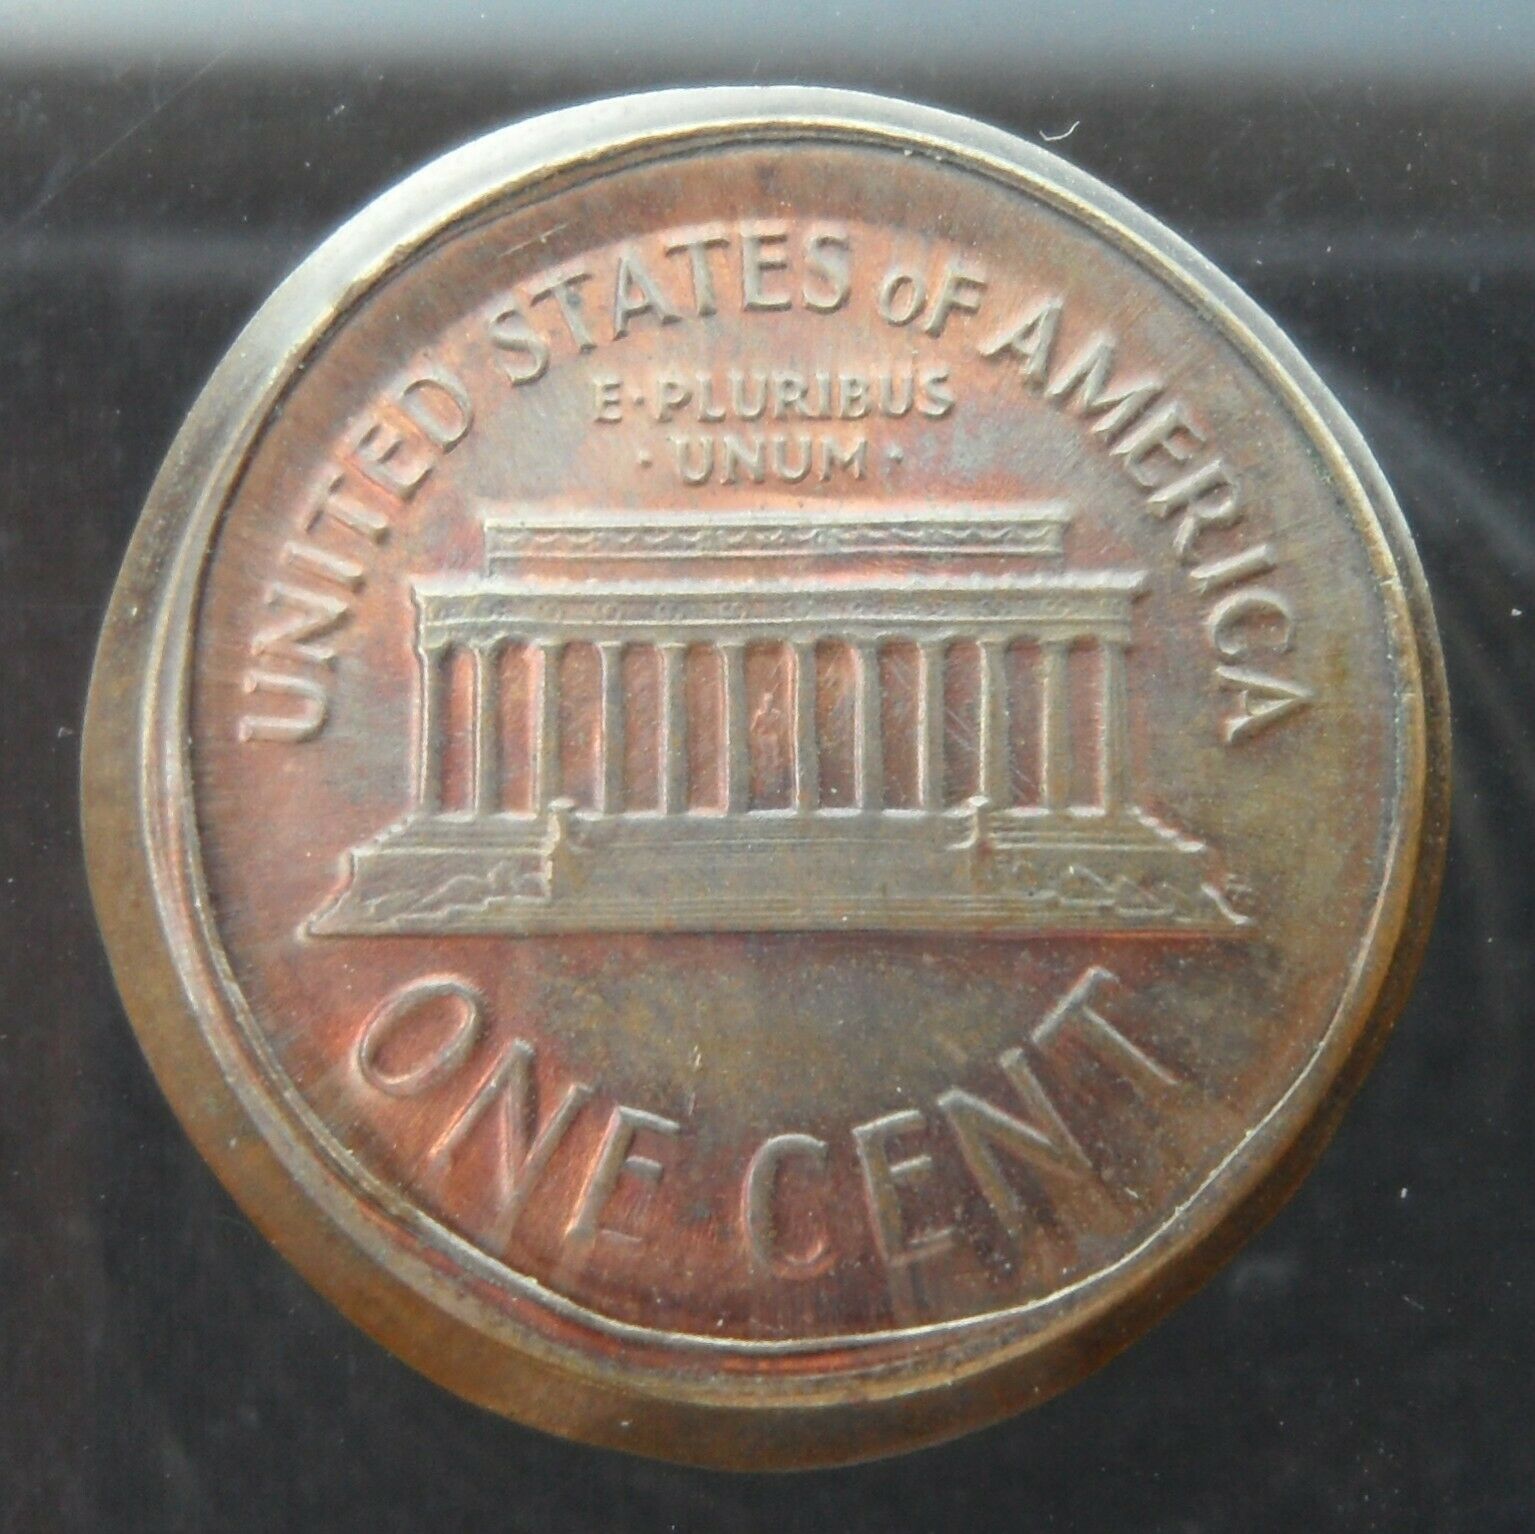 UNITED STATES OF AMERICA
E·PLURIBUS
·UNUM·
ONE CENT